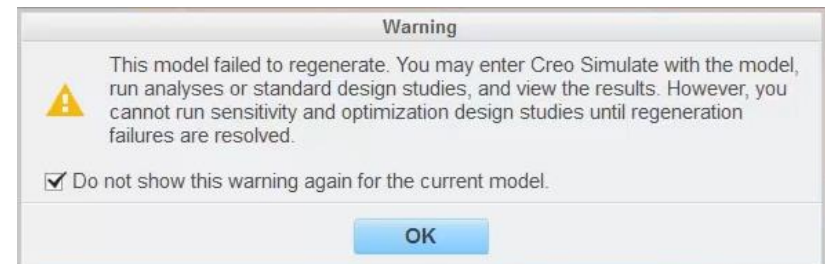 Warning
This model failed to regenerate. You may enter Creo Simulate with the model,
run analyses or standard design studies, and view the results. However, you
cannot run sensitivity and optimization design studies until regeneration
failures are resolved.
Do not show this warning again for the current model.
OK